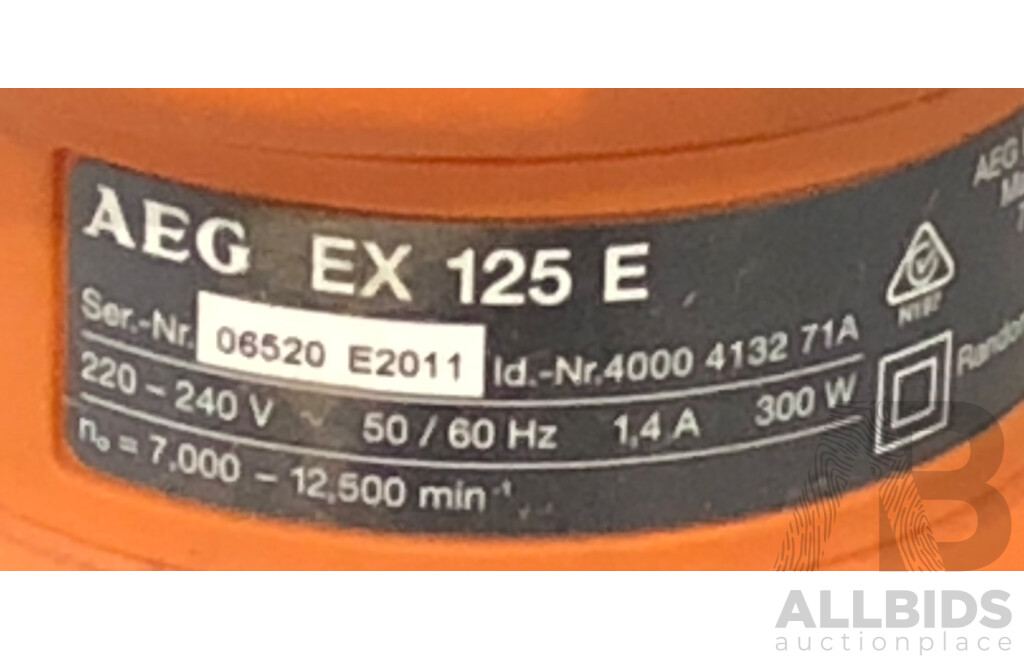 AEG EX 125 E
Ser.-Nr. 06520 E2011 Id.-Nr.4000 4132 71A
220 – 240 V ~ 50 / 60 Hz 1,4 A 300 W
n₀ = 7,000 – 12,500 min⁻¹
AEG
ALLBIDS
auctionplace